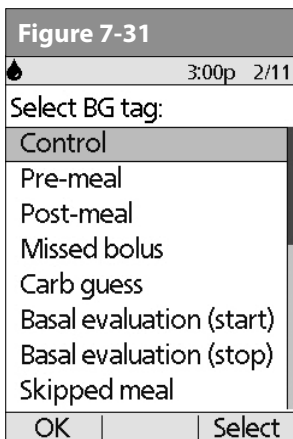 Figure 7-31
3:00p 2/11
Select BG tag:
Control
Pre-meal
Post-meal
Missed bolus
Carb guess
Basal evaluation (start)
Basal evaluation (stop)
Skipped meal
OK Select